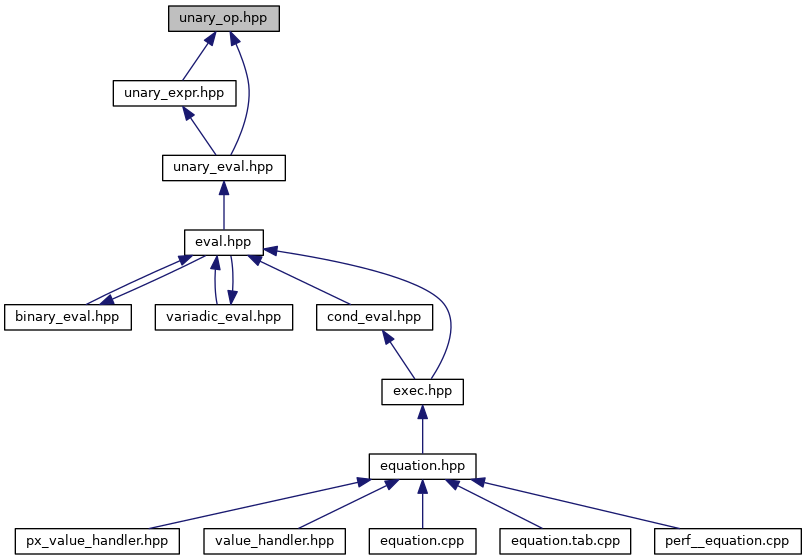 unary_op.hpp
unary_expr.hpp
unary_eval.hpp
eval.hpp
binary_eval.hpp
variadic_eval.hpp
cond_eval.hpp
exec.hpp
equation.hpp
px_value_handler.hpp
value_handler.hpp
equation.cpp
equation.tab.cpp
perf__equation.cpp